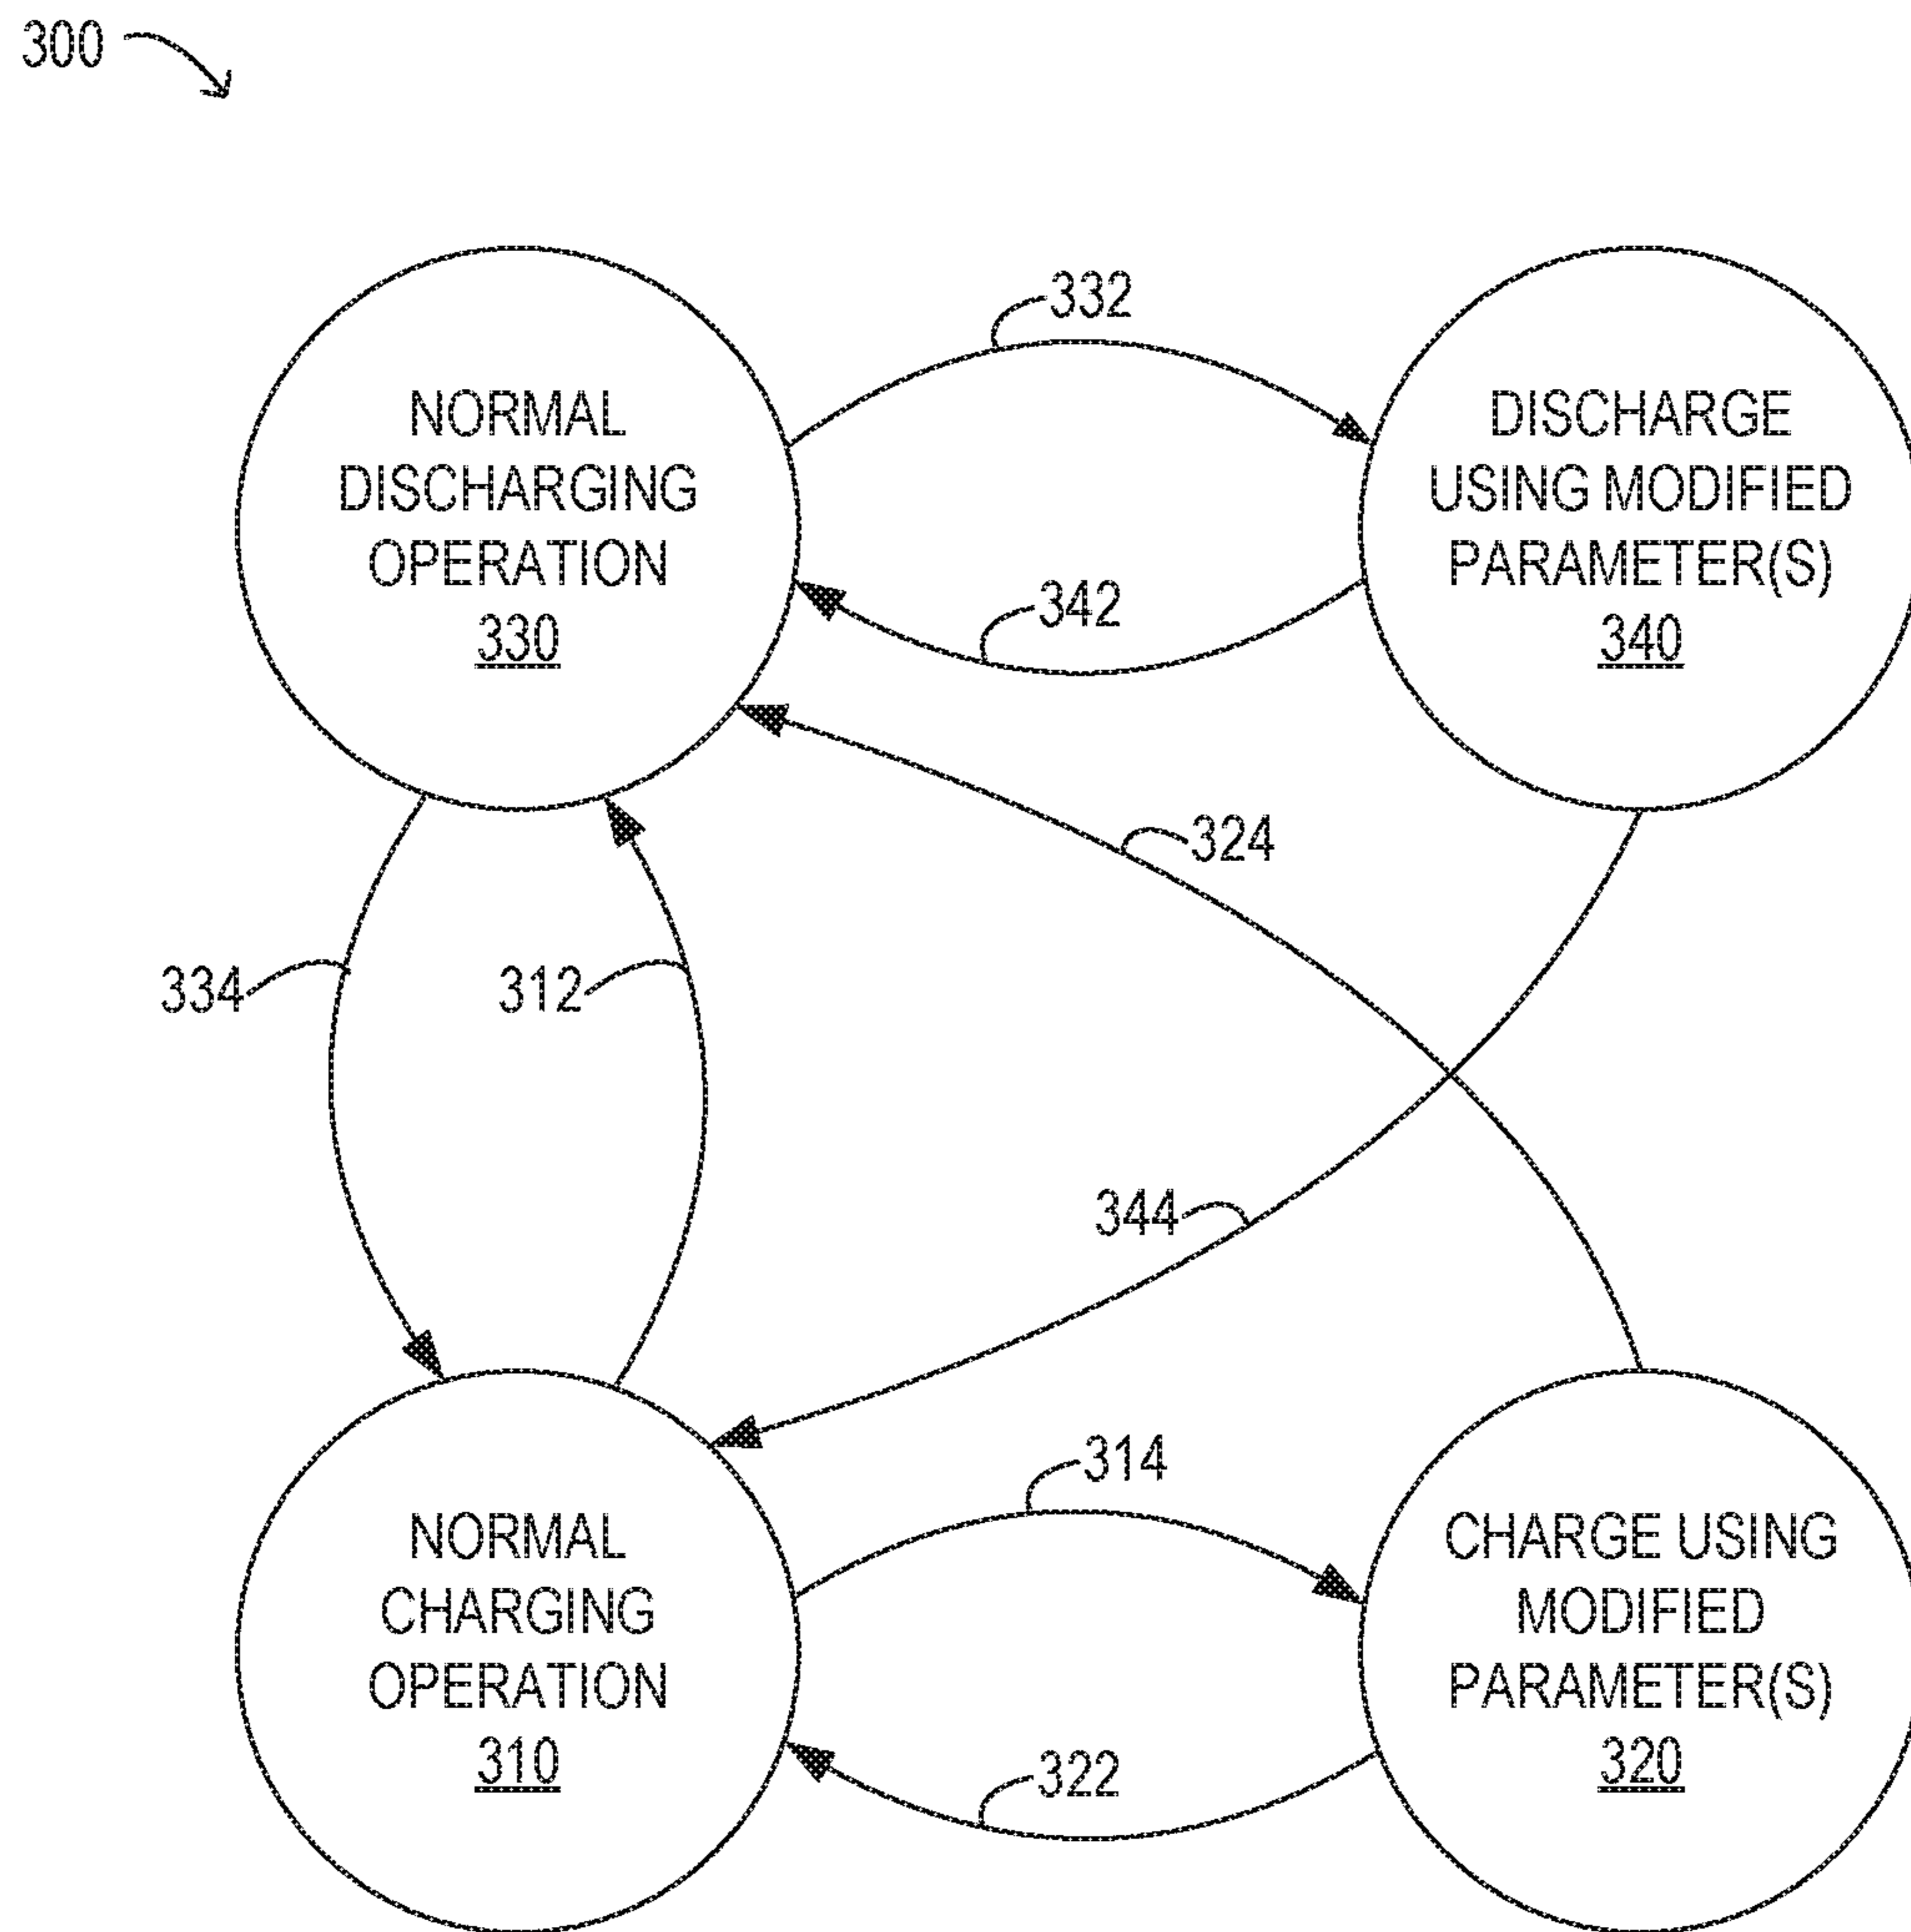 300
332
NORMAL
DISCHARGING
OPERATION
330
DISCHARGE
USING MODIFIED
PARAMETER(S)
340
342
324
334
312
344
314
NORMAL
CHARGING
OPERATION
310
CHARGE USING
MODIFIED
PARAMETER(S)
320
322